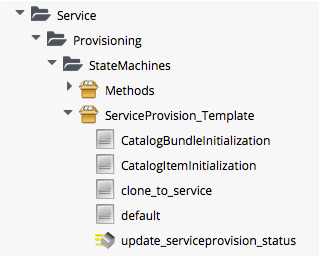 Service
Provisioning
StateMachines
Methods
ServiceProvision_Template
CatalogBundleInitialization
CatalogItemInitialization
clone_to_service
default
update_serviceprovision_status